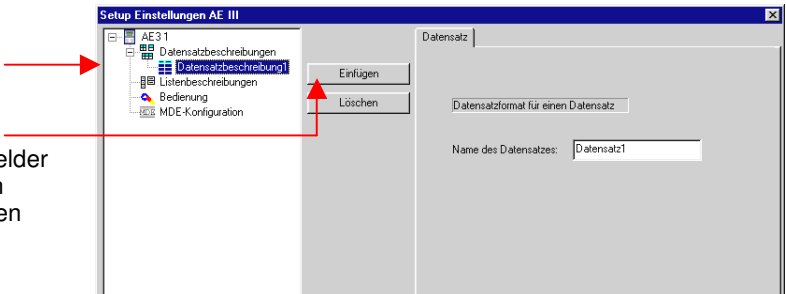 Setup Einstellungen AE III
AE3 1
Datensatzbeschreibungen
Datensatzbeschreibung1
Listenbeschreibungen
Bedienung
MDE-Konfiguration
Einfügen
Löschen
Datensatz
Datensatzformat für einen Datensatz
Name des Datensatzes: Datensatz1
elder
n
en